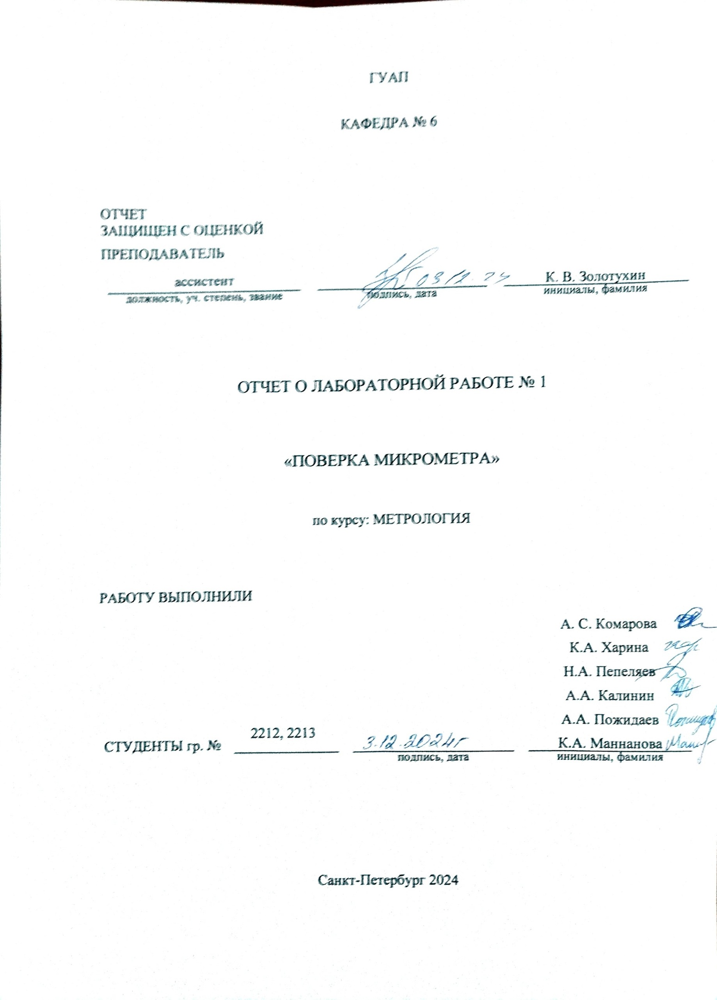 ГУАП
КАФЕДРА № 6
ОТЧЕТ
ЗАЩИЩЕН С ОЦЕНКОЙ
ПРЕПОДАВАТЕЛЬ
ассистент 03 12. 24 К. В. Золотухин
должность, уч. степень, звание подпись, дата инициалы, фамилия
ОТЧЕТ О ЛАБОРАТОРНОЙ РАБОТЕ № 1
«ПОВЕРКА МИКРОМЕТРА»
по курсу: МЕТРОЛОГИЯ
РАБОТУ ВЫПОЛНИЛИ
А. С. Комарова
К.А. Харина
Н.А. Пепеляев
А.А. Калинин
А.А. Пожидаев
СТУДЕНТЫ гр. № 2212, 2213 3.12.2024г К.А. Маннанова
подпись, дата инициалы, фамилия
Санкт-Петербург 2024